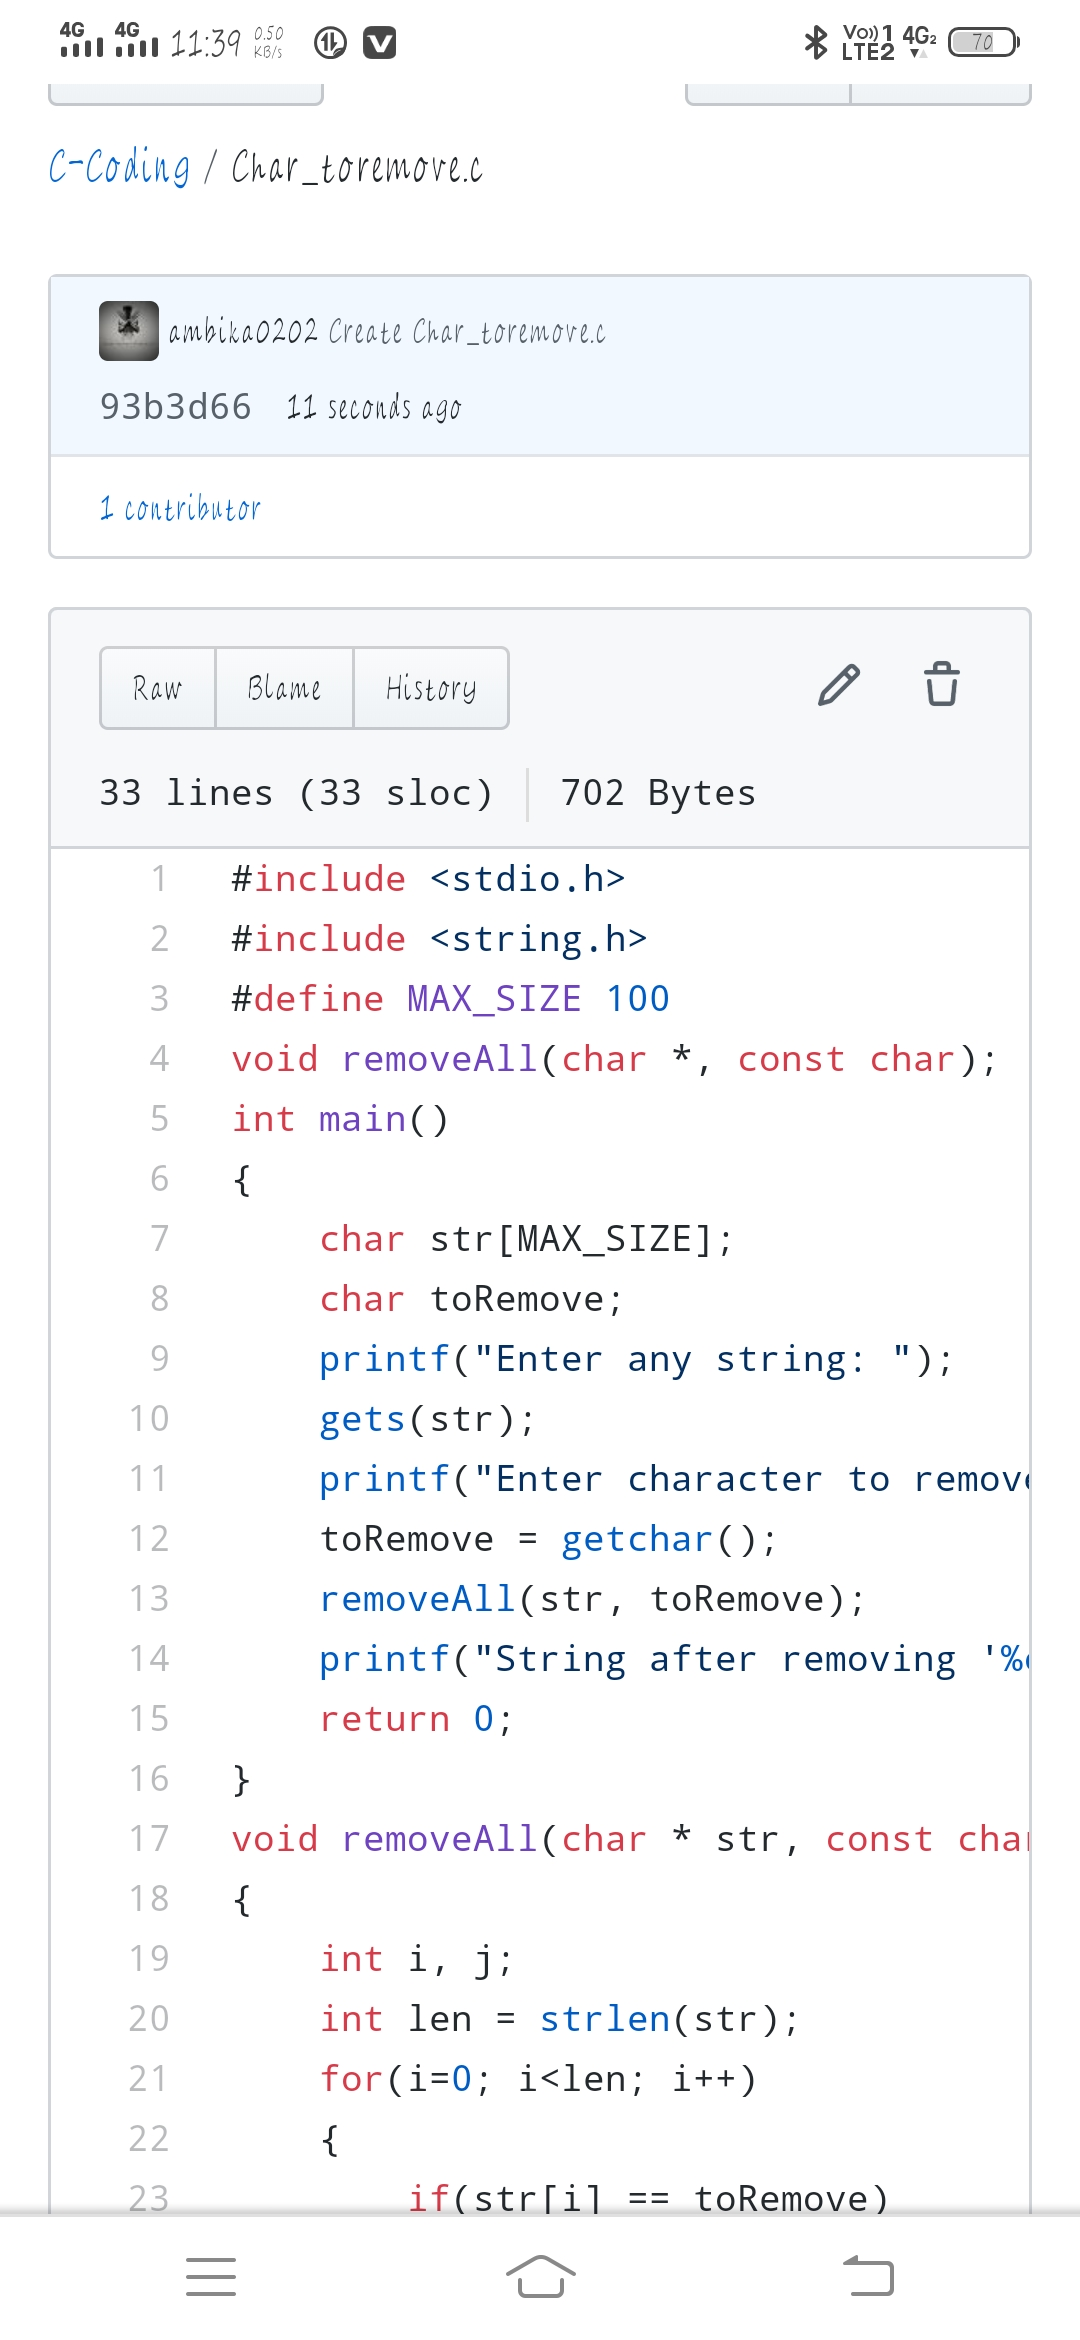 4G 4G 11:39 0.50 KB/s Vo)) 1 LTE2 4G2 70
C-Coding / Char_toremove.c
ambika0202 Create Char_toremove.c
93b3d66 11 seconds ago
1 contributor
Raw Blame History
33 lines (33 sloc) 702 Bytes
1 #include <stdio.h>
2 #include <string.h>
3 #define MAX_SIZE 100
4 void removeAll(char *, const char);
5 int main()
6 {
7 char str[MAX_SIZE];
8 char toRemove;
9 printf("Enter any string: ");
10 gets(str);
11 printf("Enter character to remove
12 toRemove = getchar();
13 removeAll(str, toRemove);
14 printf("String after removing '%c
15 return 0;
16 }
17 void removeAll(char * str, const char
18 {
19 int i, j;
20 int len = strlen(str);
21 for(i=0; i<len; i++)
22 {
23 if(str[i] == toRemove)